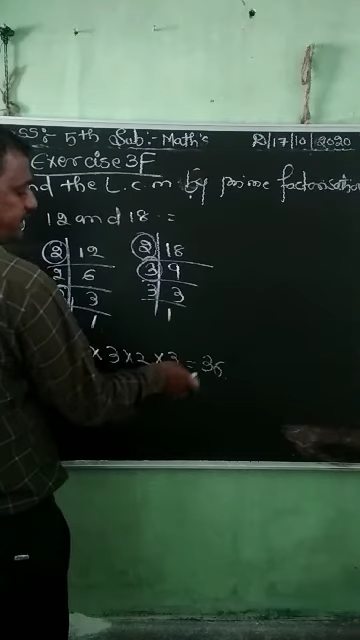 SS:- 5th Sub:- Math's D/17/10/2020
Exercise 3F
nd the L.c.m by prime factorisation
12 and 18 =
2 12 2 18
2 6 3 9
3 3 3
1 1
× 3 × 2 × 3 = 36